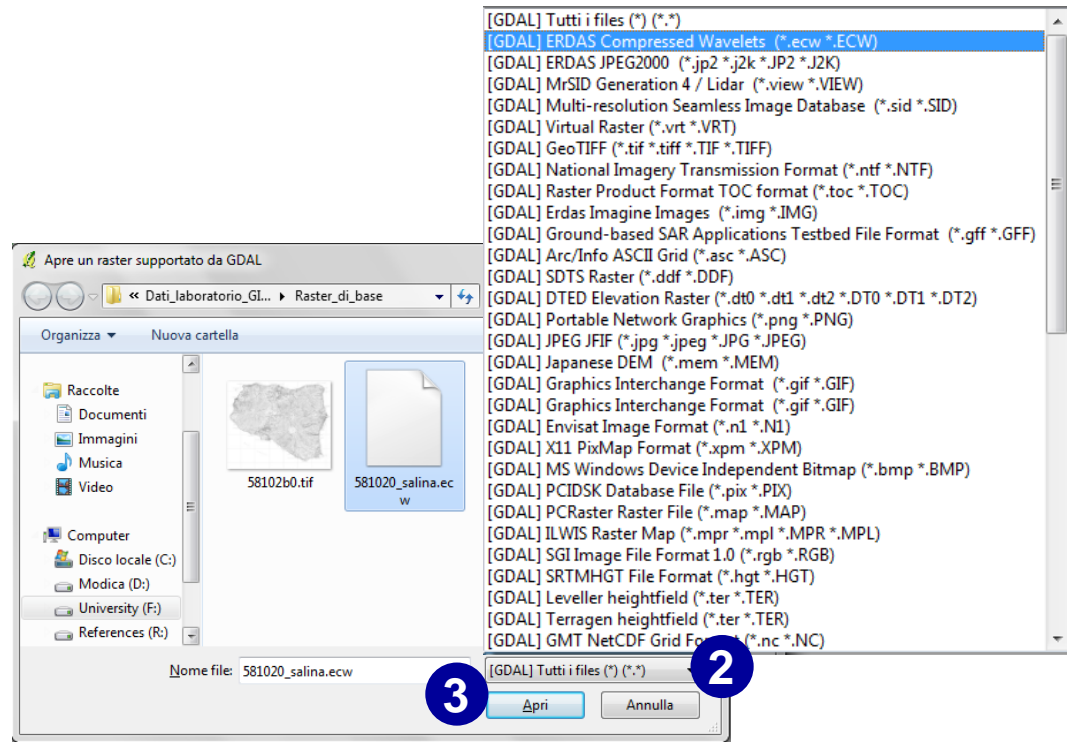 [GDAL] Tutti i files (*) (*.*)
[GDAL] ERDAS Compressed Wavelets (*.ecw *.ECW)
[GDAL] ERDAS JPEG2000 (*.jp2 *.j2k *.JP2 *.J2K)
[GDAL] MrSID Generation 4 / Lidar (*.view *.VIEW)
[GDAL] Multi-resolution Seamless Image Database (*.sid *.SID)
[GDAL] Virtual Raster (*.vrt *.VRT)
[GDAL] GeoTIFF (*.tif *.tiff *.TIF *.TIFF)
[GDAL] National Imagery Transmission Format (*.ntf *.NTF)
[GDAL] Raster Product Format TOC format (*.toc *.TOC)
[GDAL] Erdas Imagine Images (*.img *.IMG)
[GDAL] Ground-based SAR Applications Testbed File Format (*.gff *.GFF)
[GDAL] Arc/Info ASCII Grid (*.asc *.ASC)
[GDAL] SDTS Raster (*.ddf *.DDF)
[GDAL] DTED Elevation Raster (*.dt0 *.dt1 *.dt2 *.DT0 *.DT1 *.DT2)
[GDAL] Portable Network Graphics (*.png *.PNG)
[GDAL] JPEG JFIF (*.jpg *.jpeg *.JPG *.JPEG)
[GDAL] Japanese DEM (*.mem *.MEM)
[GDAL] Graphics Interchange Format (*.gif *.GIF)
[GDAL] Graphics Interchange Format (*.gif *.GIF)
[GDAL] Envisat Image Format (*.n1 *.N1)
[GDAL] X11 PixMap Format (*.xpm *.XPM)
[GDAL] MS Windows Device Independent Bitmap (*.bmp *.BMP)
[GDAL] PCIDSK Database File (*.pix *.PIX)
[GDAL] PCRaster Raster File (*.map *.MAP)
[GDAL] ILWIS Raster Map (*.mpr *.mpl *.MPR *.MPL)
[GDAL] SGI Image File Format 1.0 (*.rgb *.RGB)
[GDAL] SRTMHGT File Format (*.hgt *.HGT)
[GDAL] Leveller heightfield (*.ter *.TER)
[GDAL] Terragen heightfield (*.ter *.TER)
[GDAL] GMT NetCDF Grid Format (*.nc *.NC)
Apre un raster supportato da GDAL
« Dati_laboratorio_GI... Raster_di_base
Organizza Nuova cartella
Raccolte
Documenti
Immagini
Musica
Video
Computer
Disco locale (C:)
Modica (D:)
University (F:)
References (R:)
58102b0.tif
581020_salina.ec
w
Nome file: 581020_salina.ecw
[GDAL] Tutti i files (*) (*.*)
2
3
Apri
Annulla